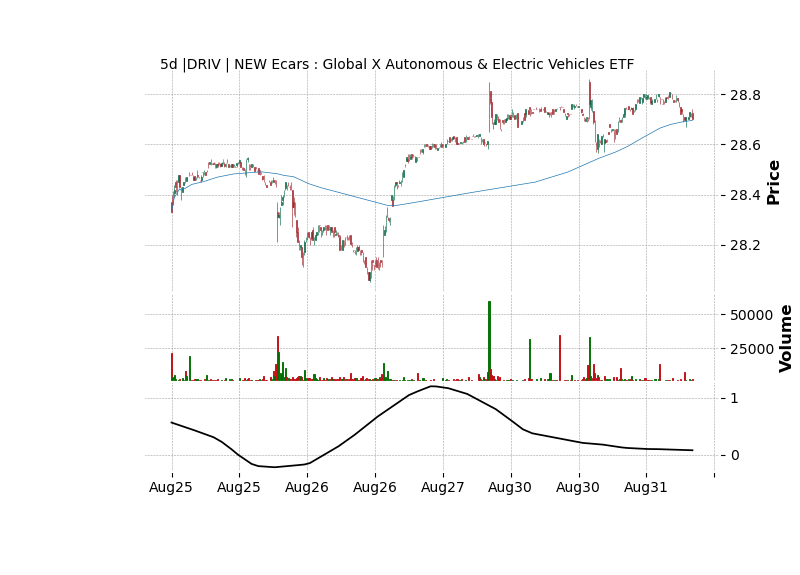 5d |DRIV | NEW Ecars : Global X Autonomous & Electric Vehicles ETF
28.8
28.6
28.4
28.2
Price
50000
25000
Volume
1
0
Aug25 Aug25 Aug26 Aug26 Aug27 Aug30 Aug30 Aug31